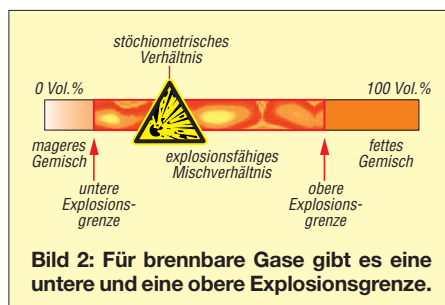 stöchiometrisches
Verhältnis
0 Vol.%
100 Vol.%
mageres
Gemisch
explosionsfähiges
Mischverhältnis
fettes
Gemisch
untere
Explosions-
grenze
obere
Explosions-
grenze
Bild 2: Für brennbare Gase gibt es eine
untere und eine obere Explosionsgrenze.